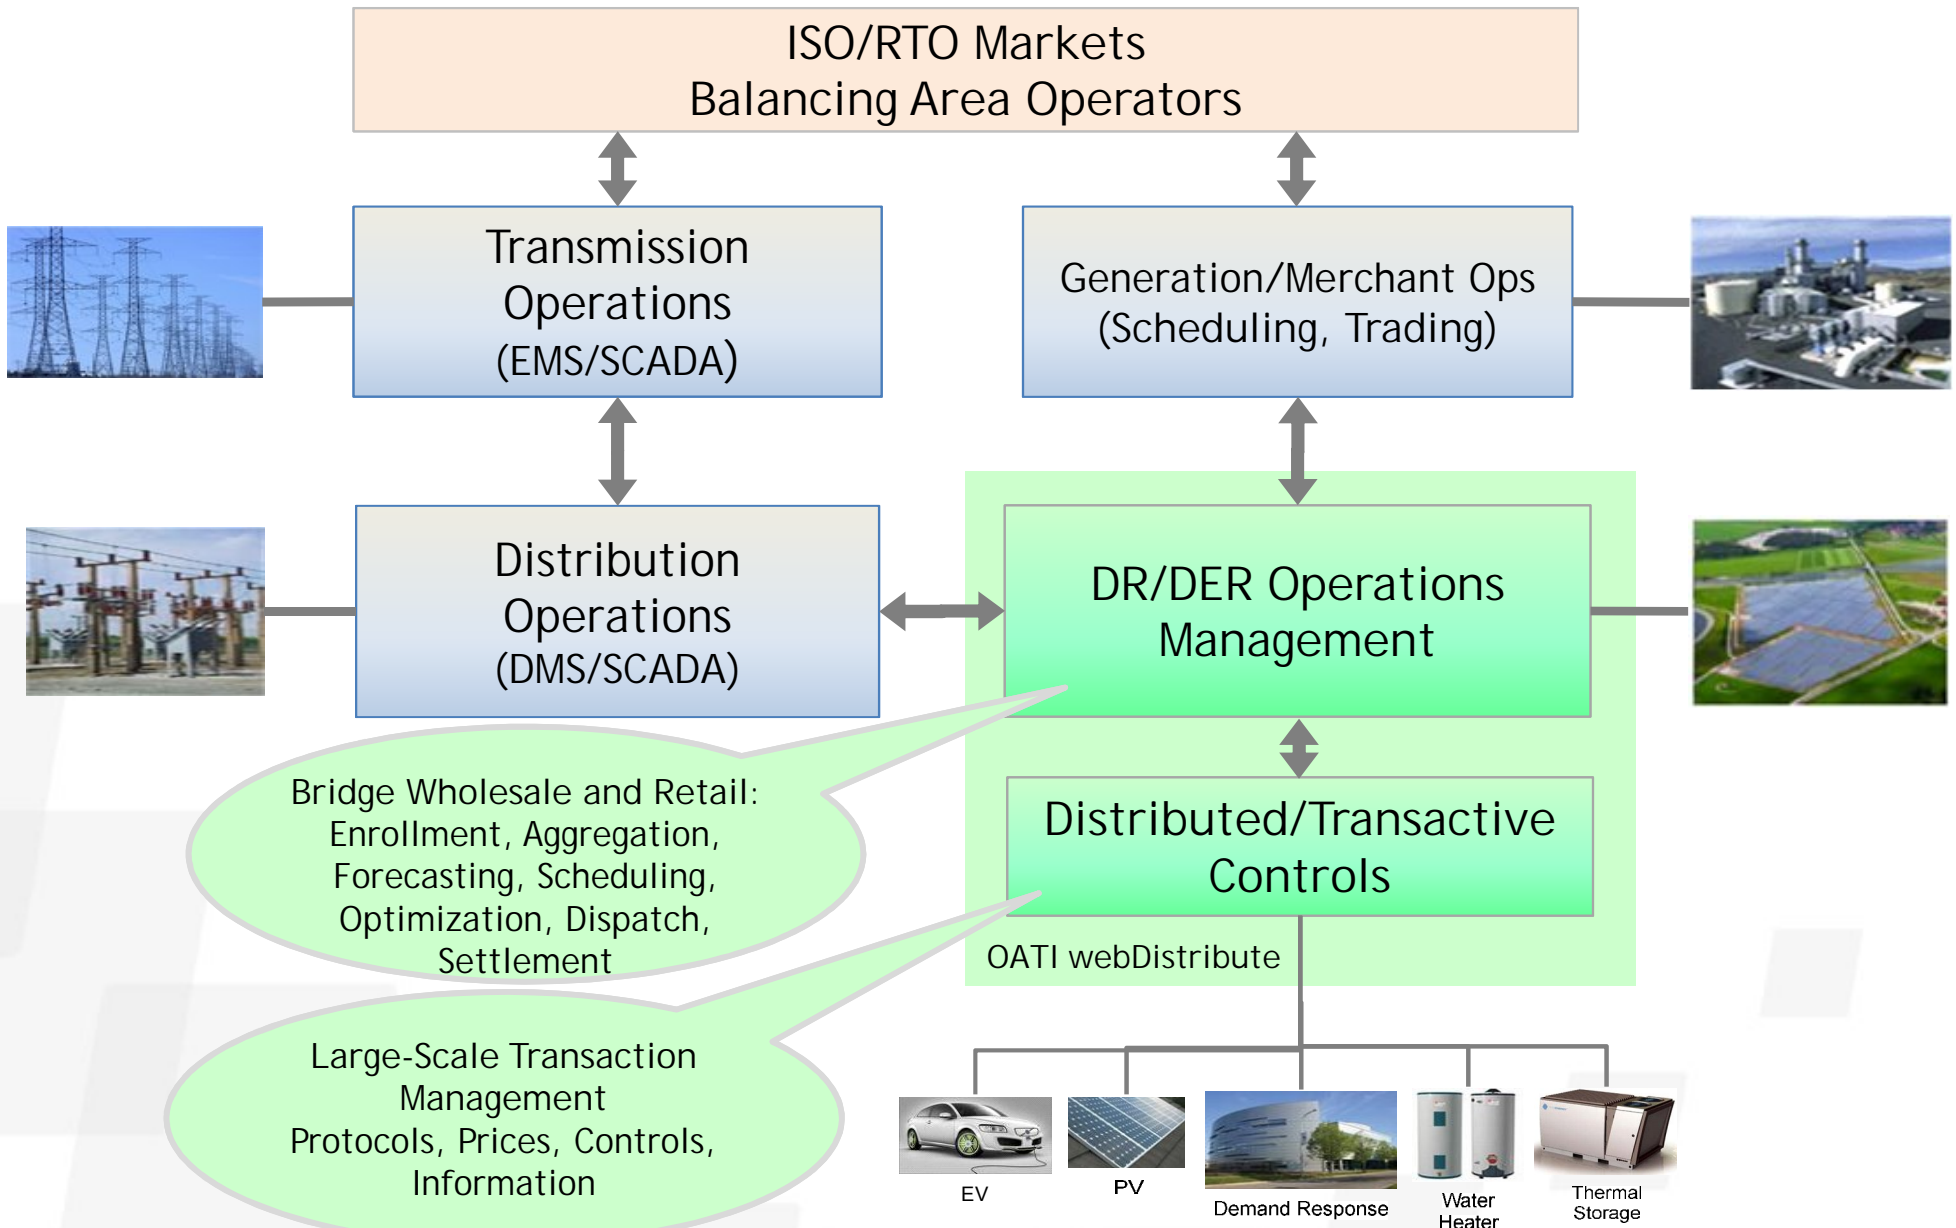 ISO/RTO Markets
Balancing Area Operators
Transmission
Operations
(EMS/SCADA)
Generation/Merchant Ops
(Scheduling, Trading)
Distribution
Operations
(DMS/SCADA)
DR/DER Operations
Management
Bridge Wholesale and Retail:
Enrollment, Aggregation,
Forecasting, Scheduling,
Optimization, Dispatch,
Settlement
Distributed/Transactive
Controls
OATI webDistribute
Large-Scale Transaction
Management
Protocols, Prices, Controls,
Information
EV
PV
Demand Response
Water
Heater
Thermal
Storage